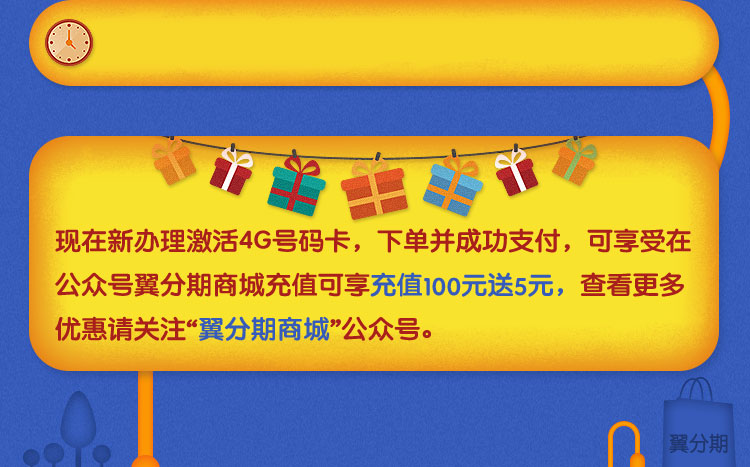 现在新办理激活4G号码卡，下单并成功支付，可享受在
公众号翼分期商城充值可享充值100元送5元，查看更多
优惠请关注“翼分期商城”公众号。
翼分期